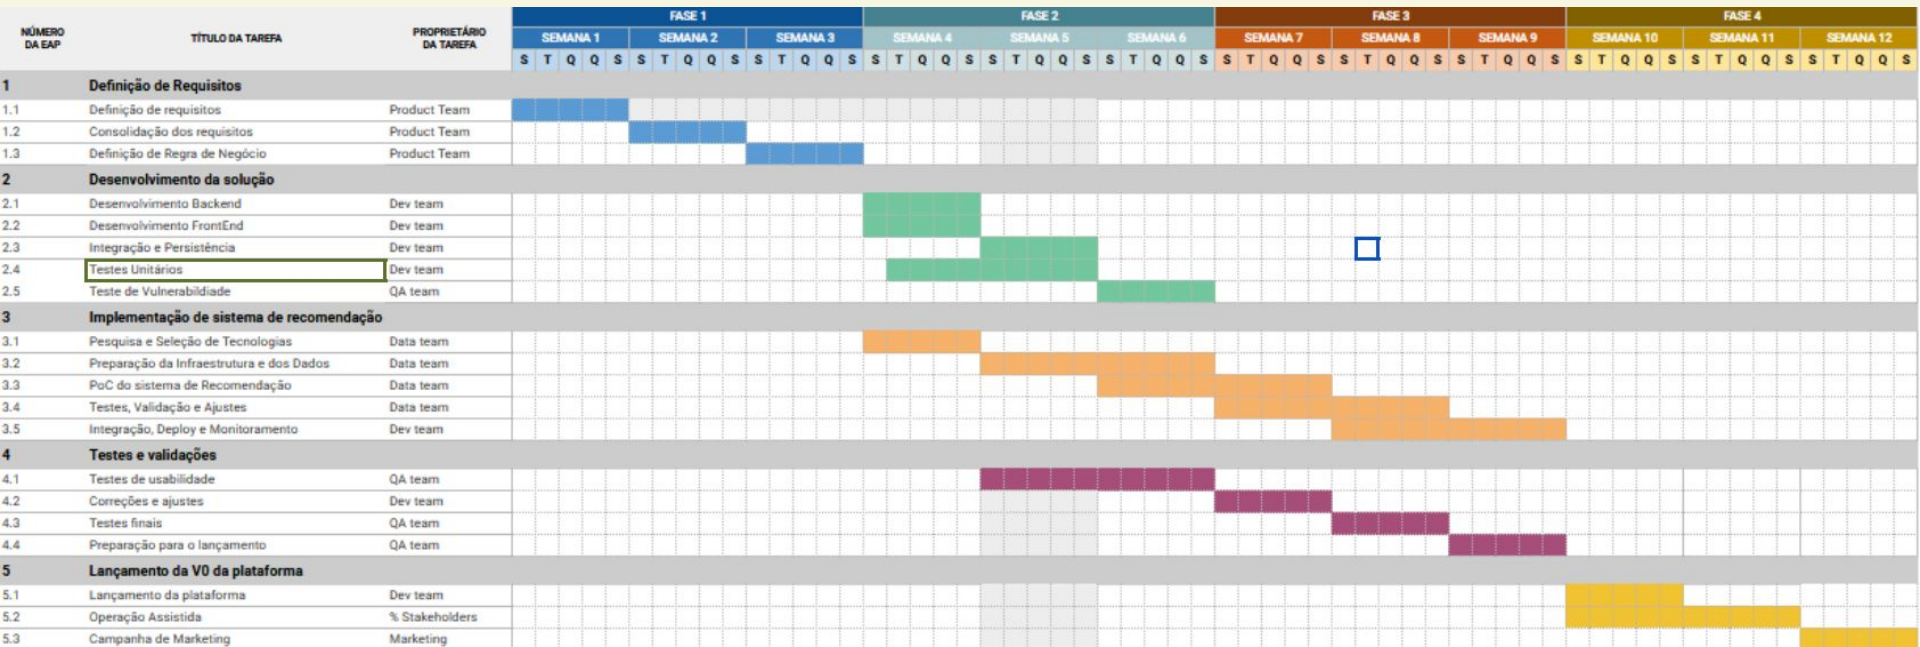 FASE 1 FASE 2 FASE 3 FASE 4
NÚMERO DA EAP TÍTULO DA TAREFA PROPRIETÁRIO DA TAREFA SEMANA 1 SEMANA 2 SEMANA 3 SEMANA 4 SEMANA 5 SEMANA 6 SEMANA 7 SEMANA 8 SEMANA 9 SEMANA 10 SEMANA 11 SEMANA 12
S T Q Q S S T Q Q S S T Q Q S S T Q Q S S T Q Q S S T Q Q S S T Q Q S S T Q Q S S T Q Q S S T Q Q S S T Q Q S S T Q Q S
1 Definição de Requisitos
1.1 Definição de requisitos Product Team
1.2 Consolidação dos requisitos Product Team
1.3 Definição de Regra de Negócio Product Team
2 Desenvolvimento da solução
2.1 Desenvolvimento Backend Dev team
2.2 Desenvolvimento FrontEnd Dev team
2.3 Integração e Persistência Dev team
2.4 Testes Unitários Dev team
2.5 Teste de Vulnerabildiade QA team
3 Implementação de sistema de recomendação
3.1 Pesquisa e Seleção de Tecnologias Data team
3.2 Preparação da Infraestrutura e dos Dados Data team
3.3 PoC do sistema de Recomendação Data team
3.4 Testes, Validação e Ajustes Data team
3.5 Integração, Deploy e Monitoramento Dev team
4 Testes e validações
4.1 Testes de usabilidade QA team
4.2 Correções e ajustes Dev team
4.3 Testes finais QA team
4.4 Preparação para o lançamento QA team
5 Lançamento da V0 da plataforma
5.1 Lançamento da plataforma Dev team
5.2 Operação Assistida % Stakeholders
5.3 Campanha de Marketing Marketing